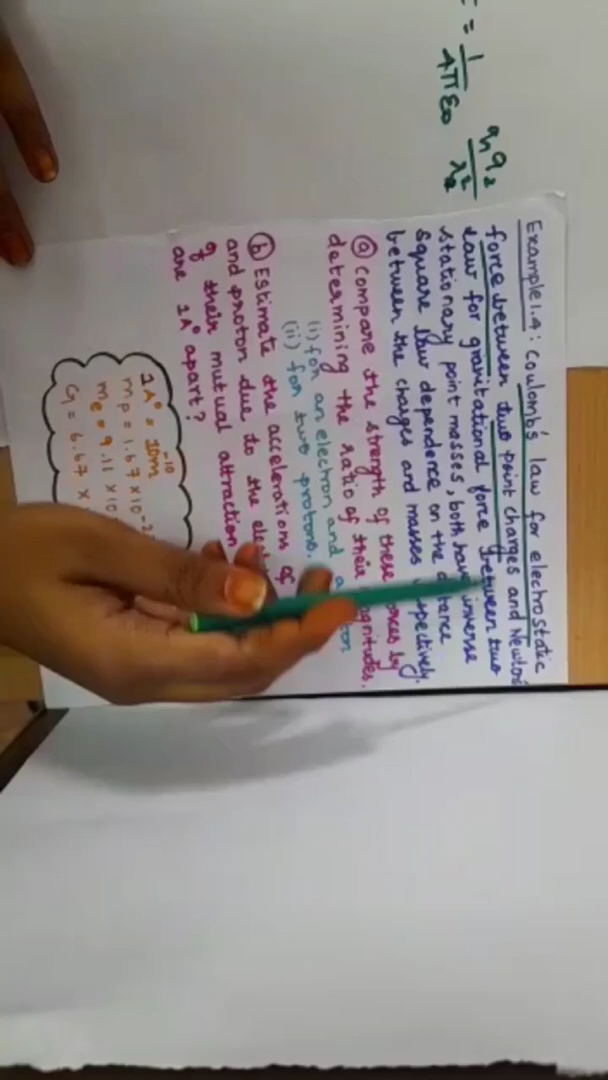 = 1/4πε0 q1q2/r2
Example 1.4: Coulomb's law for electrostatic
force between two point charges and Newton's
law for gravitational force between two
stationary point masses, both have inverse
square law dependence on the distance
between the charges and masses respectively.
(a) Compare the strength of these forces by
determining the ratio of their magnitudes.
(i) for an electron and a
(ii) for two protons.
(b) Estimate the accelerations of
and proton due to the
of their mutual attraction
are 1A° apart?
1A° = 10-10m
mp = 1.67 × 10-2
me = 9.11 × 10
G = 6.67 ×